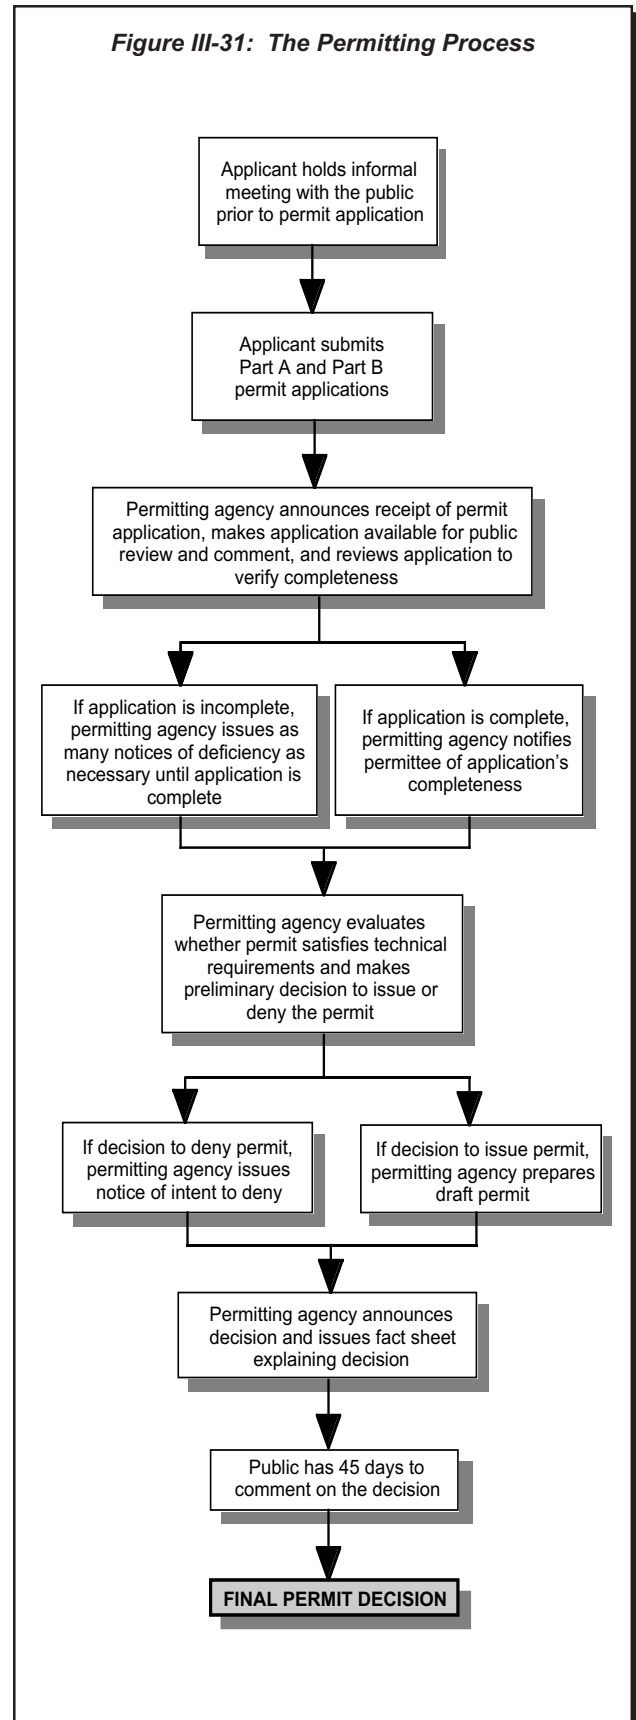 Figure III-31: The Permitting Process
Applicant holds informal
meeting with the public
prior to permit application
Applicant submits
Part A and Part B
permit applications
Permitting agency announces receipt of permit
application, makes application available for public
review and comment, and reviews application to
verify completeness
If application is incomplete,
permitting agency issues as
many notices of deficiency as
necessary until application is
complete
If application is complete,
permitting agency notifies
permittee of application’s
completeness
Permitting agency evaluates
whether permit satisfies technical
requirements and makes
preliminary decision to issue or
deny the permit
If decision to deny permit,
permitting agency issues
notice of intent to deny
If decision to issue permit,
permitting agency prepares
draft permit
Permitting agency announces
decision and issues fact sheet
explaining decision
Public has 45 days to
comment on the decision
FINAL PERMIT DECISION